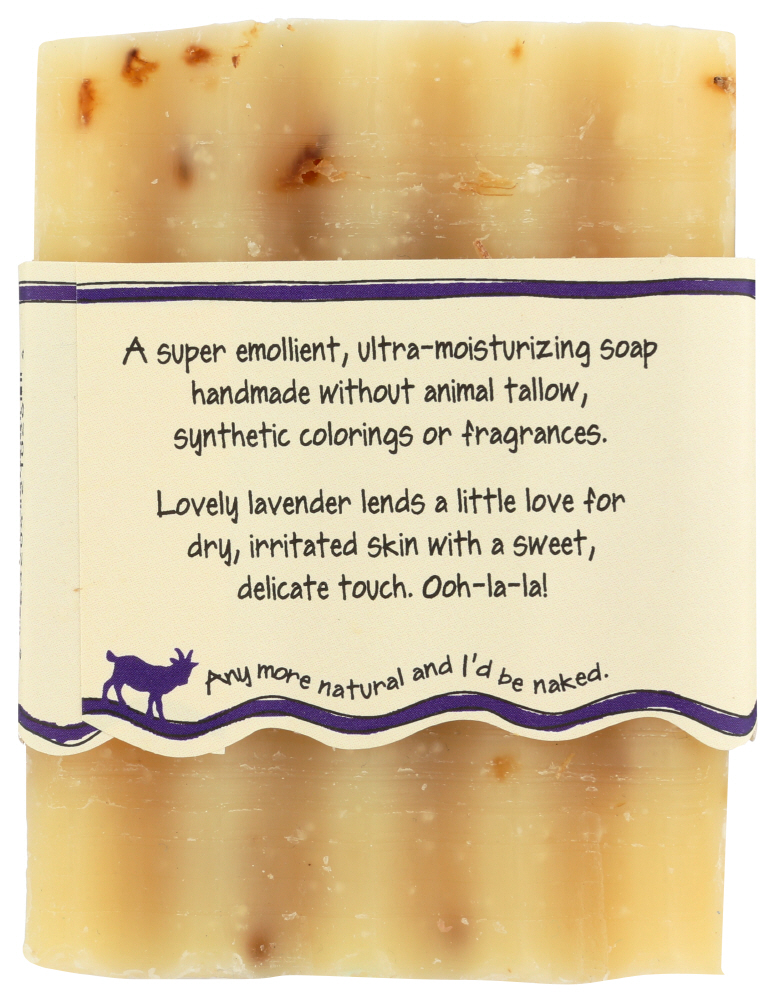 A super emollient, ultra-moisturizing soap
handmade without animal tallow,
synthetic colorings or fragrances.
Lovely lavender lends a little love for
dry, irritated skin with a sweet,
delicate touch. Ooh-la-la!
Any more natural and I'd be naked.